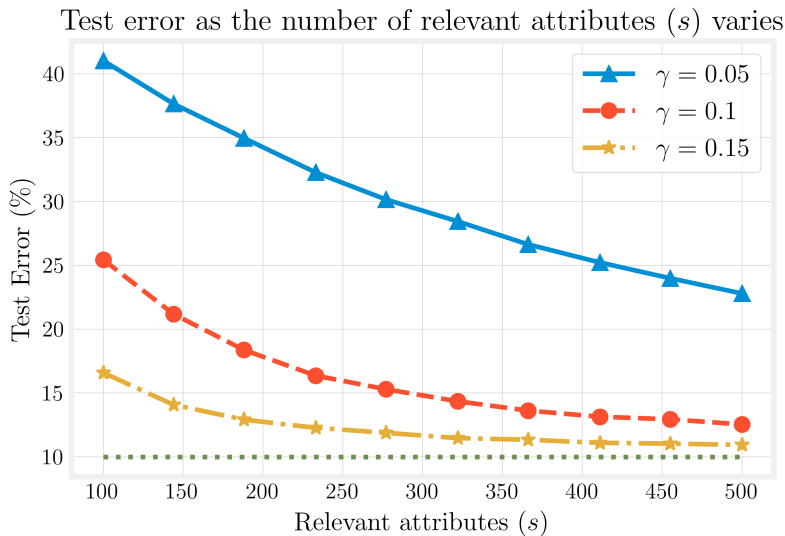 Test error as the number of relevant attributes (s) varies
γ = 0.05
γ = 0.1
γ = 0.15
Test Error (%)
40
35
30
25
20
15
10
100 150 200 250 300 350 400 450 500
Relevant attributes (s)